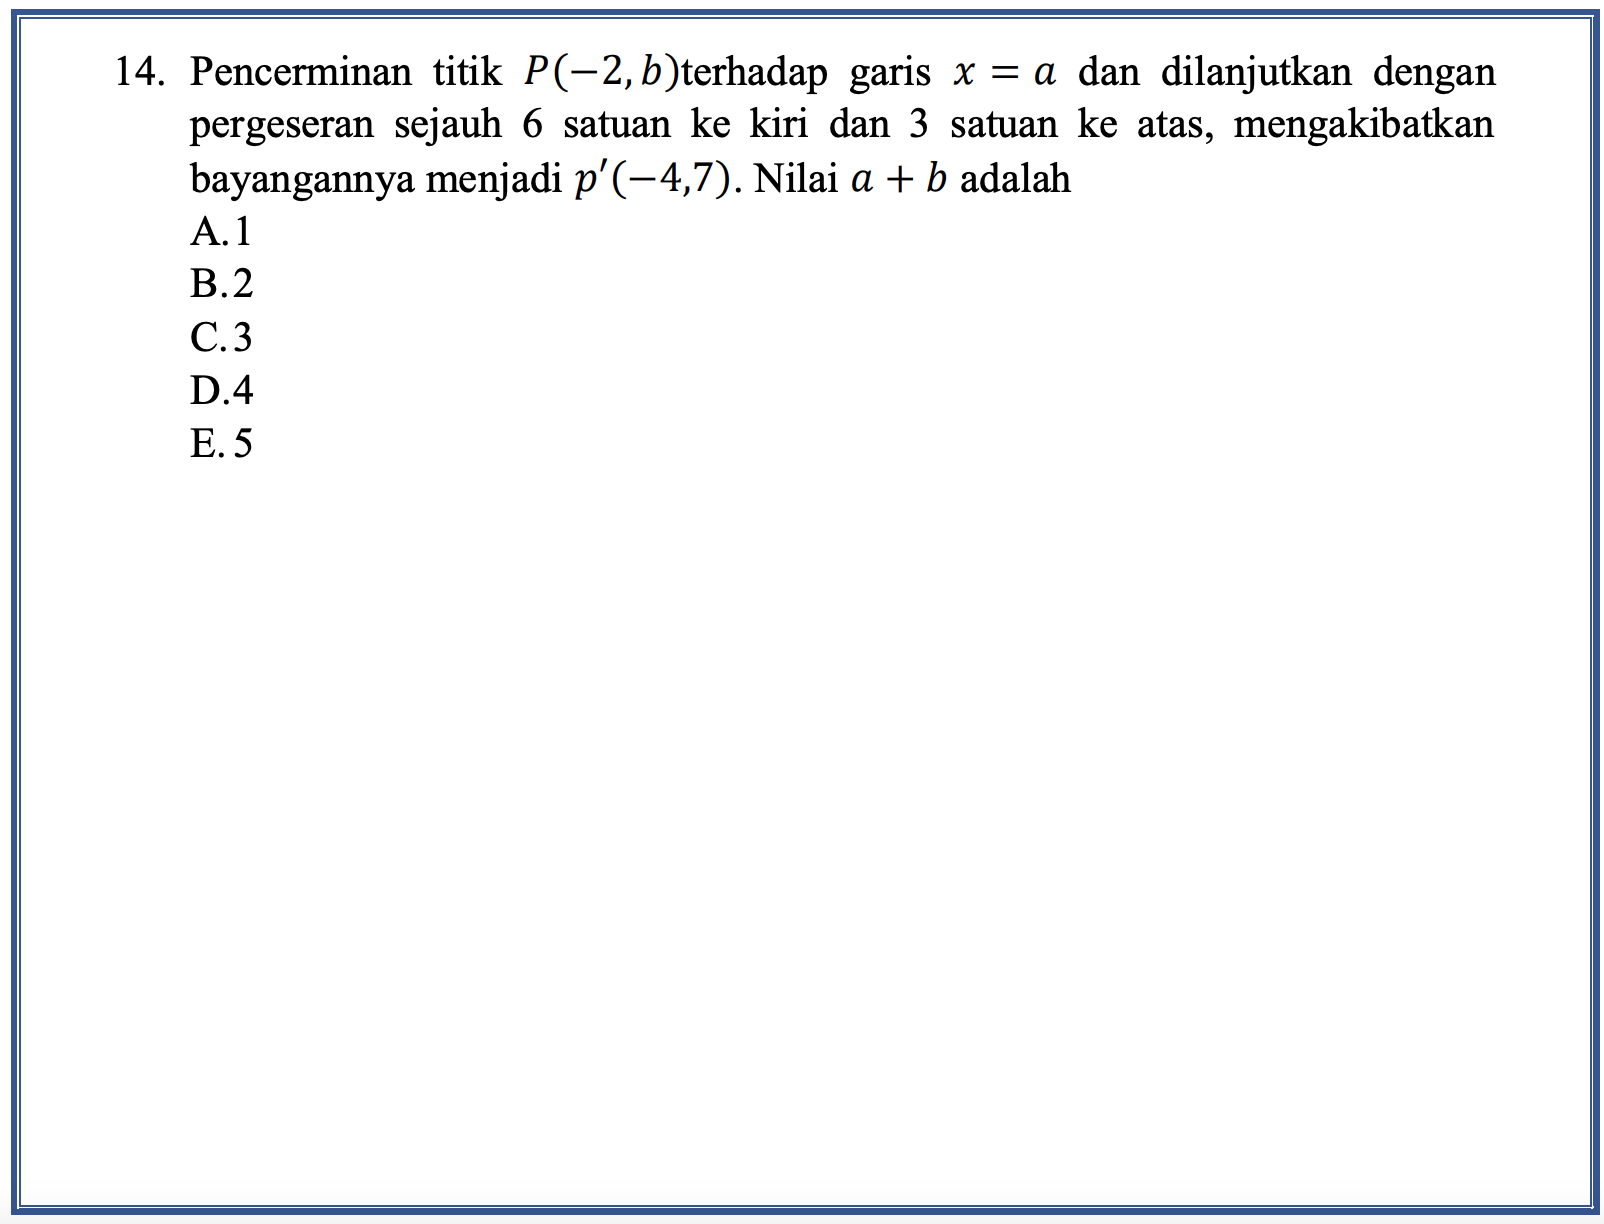 14. Pencerminan titik P(−2, b)terhadap garis x = a dan dilanjutkan dengan
pergeseran sejauh 6 satuan ke kiri dan 3 satuan ke atas, mengakibatkan
bayangannya menjadi p′(−4,7). Nilai a + b adalah
A. 1
B. 2
C. 3
D. 4
E. 5